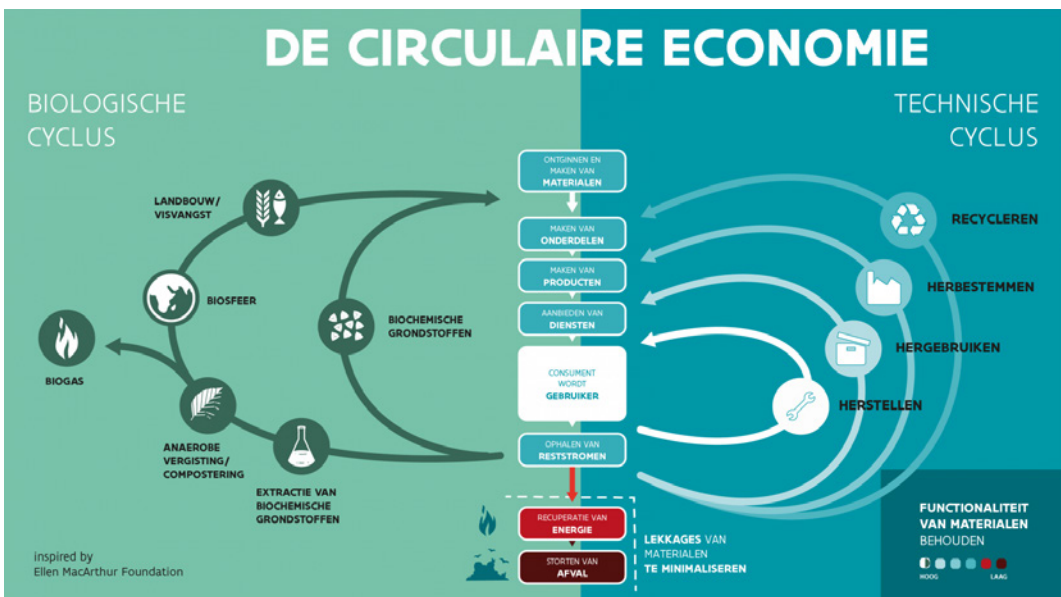 DE CIRCULAIRE ECONOMIE
BIOLOGISCHE
CYCLUS
TECHNISCHE
CYCLUS
ONTGINNEN EN
MAKEN VAN
MATERIALEN
MAKEN VAN
ONDERDELEN
MAKEN VAN
PRODUCTEN
AANBIEDEN VAN
DIENSTEN
CONSUMENT
WORDT
GEBRUIKER
OPHALEN VAN
RESTSTROMEN
RECUPERATIE VAN
ENERGIE
STORTEN VAN
AFVAL
LANDBOUW/
VISVANGST
BIOSFEER
BIOCHEMISCHE
GRONDSTOFFEN
BIOGAS
ANAEROBE
VERGISTING/
COMPOSTERING
EXTRACTIE VAN
BIOCHEMISCHE
GRONDSTOFFEN
RECYCLEREN
HERBESTEMMEN
HERGEBRUIKEN
HERSTELLEN
LEKKAGES VAN
MATERIALEN
TE MINIMALISEREN
FUNCTIONALITEIT
VAN MATERIALEN
BEHOUDEN
HOOG LAAG
inspired by
Ellen MacArthur Foundation